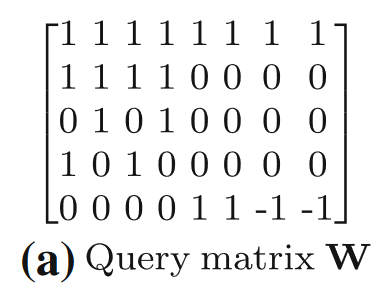 1 1 1 1 1 1 1 1
1 1 1 1 0 0 0 0
0 1 0 1 0 0 0 0
1 0 1 0 0 0 0 0
0 0 0 0 1 1 -1 -1
(a) Query matrix W